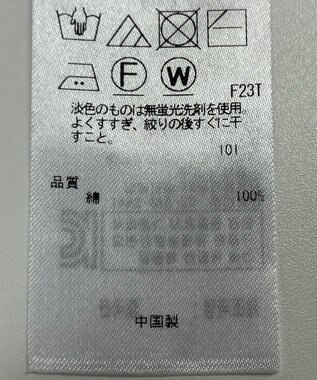 F
W
F23T
淡色のものは無蛍光洗剤を使用。
よくすすぎ、絞りの後すぐに干
すこと。
101
品質
綿 100%
中国製